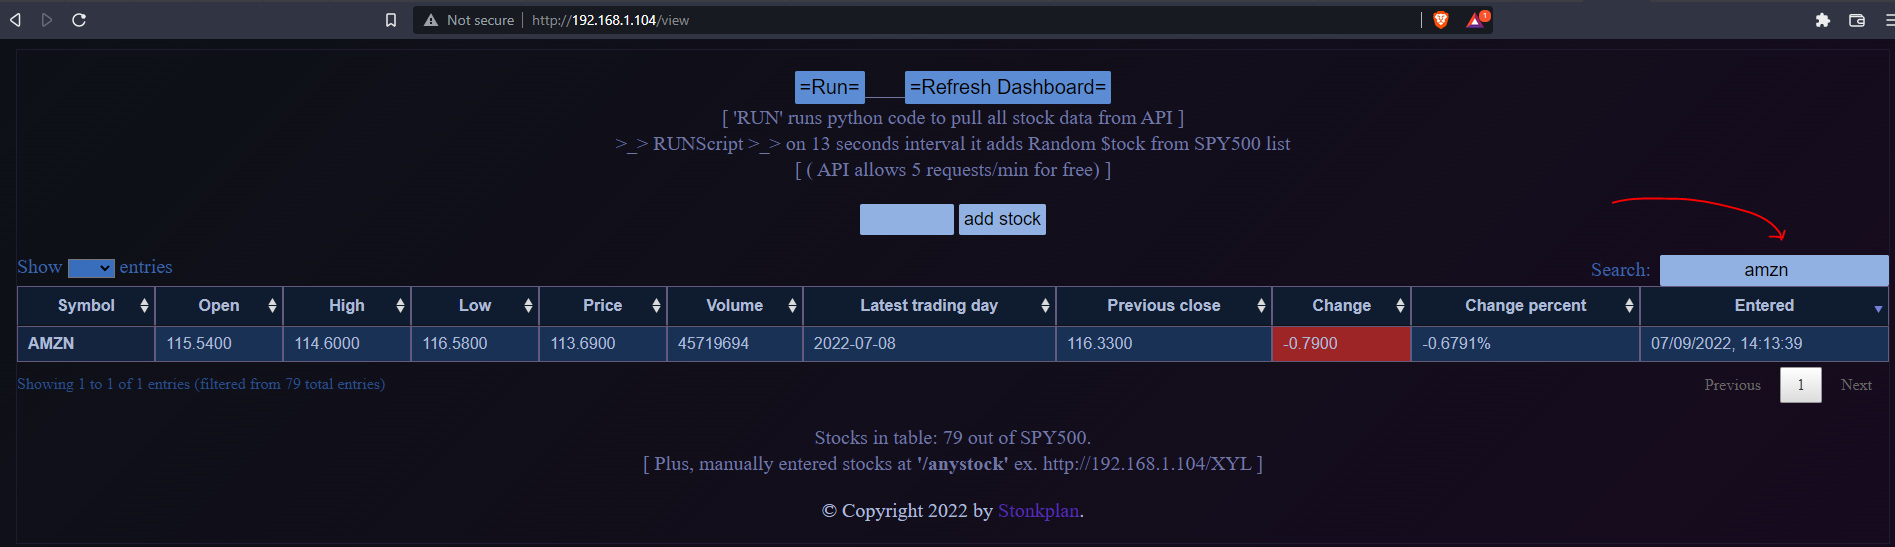 Not secure | http://192.168.1.104/view
1
=Run= =Refresh Dashboard=
[ 'RUN' runs python code to pull all stock data from API ]
>_> RUNScript >_> on 13 seconds interval it adds Random $tock from SPY500 list
[ ( API allows 5 requests/min for free) ]
add stock
Show entries
Search: amzn
Symbol Open High Low Price Volume Latest trading day Previous close Change Change percent Entered
AMZN 115.5400 114.6000 116.5800 113.6900 45719694 2022-07-08 116.3300 -0.7900 -0.6791% 07/09/2022, 14:13:39
Showing 1 to 1 of 1 entries (filtered from 79 total entries)
Previous 1 Next
Stocks in table: 79 out of SPY500.
[ Plus, manually entered stocks at '/anystock' ex. http://192.168.1.104/XYL ]
© Copyright 2022 by Stonkplan.